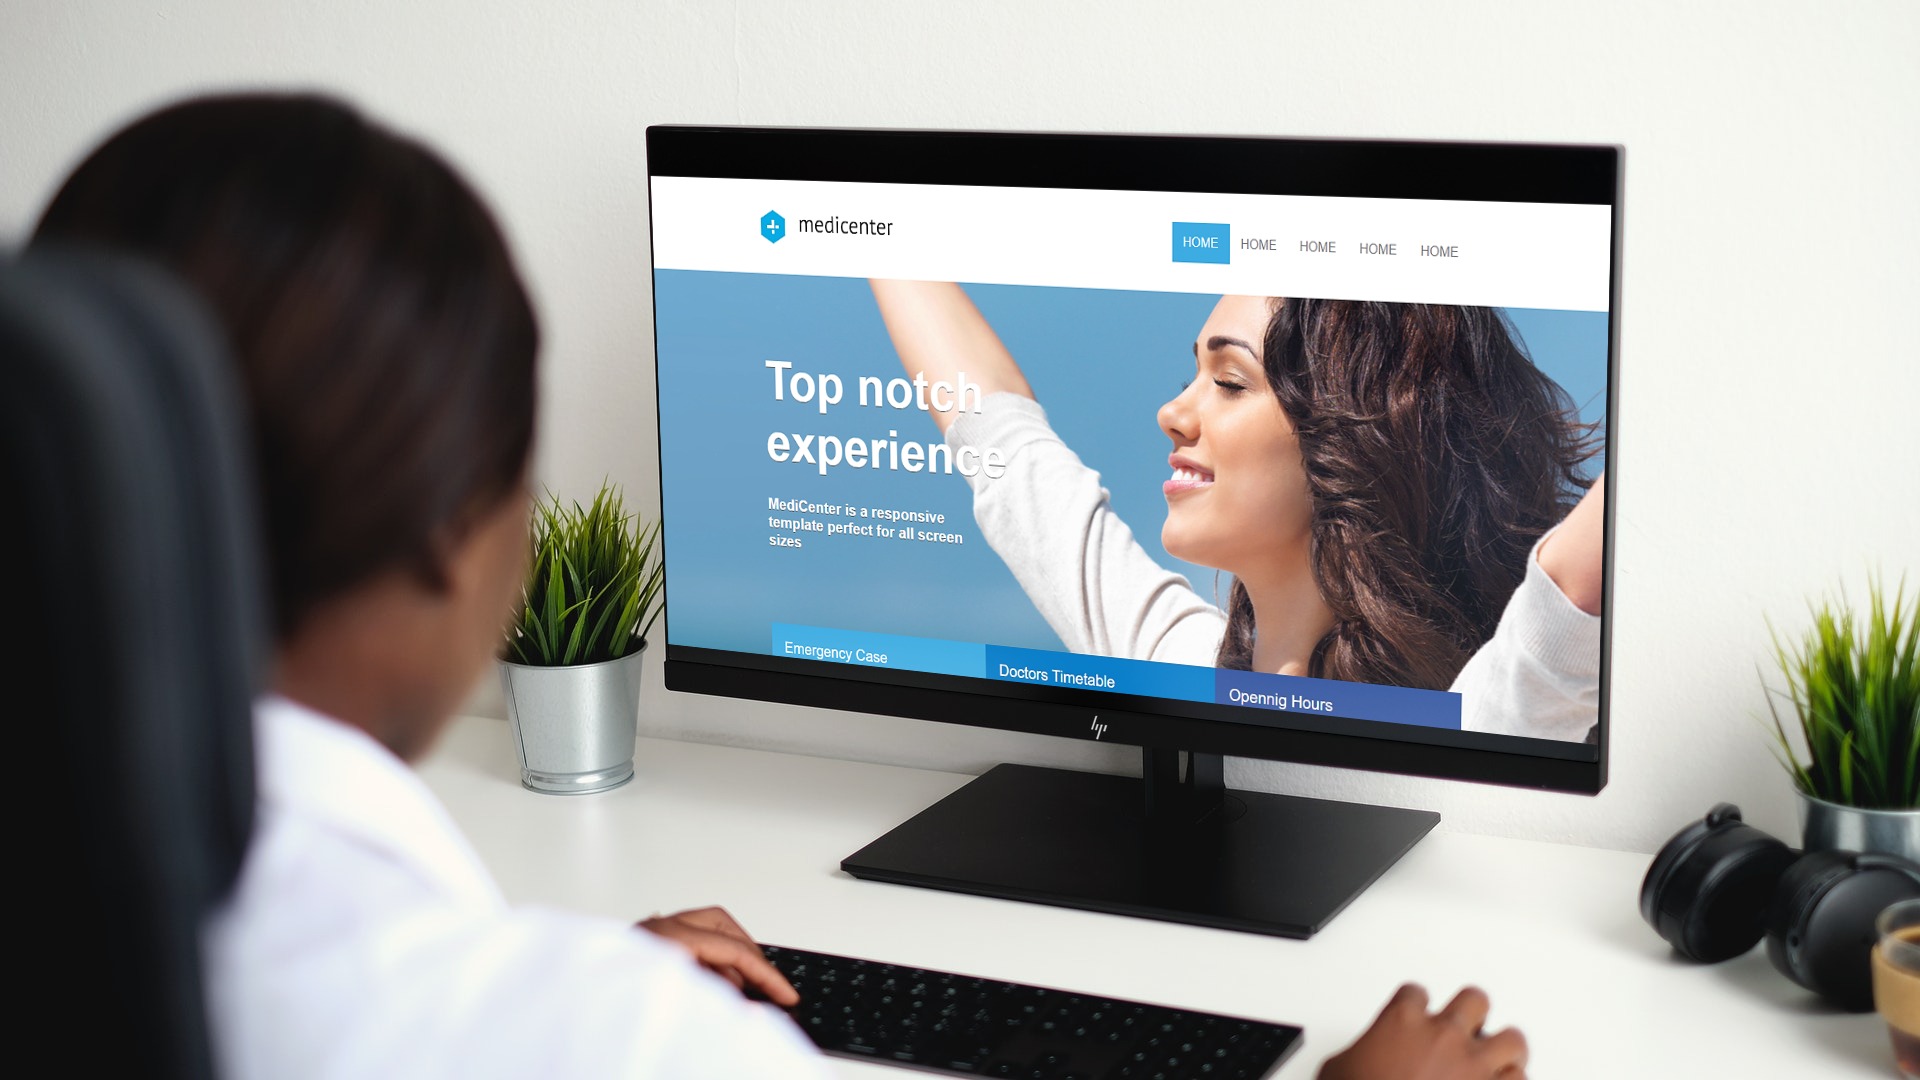 medicenter
HOME HOME HOME HOME HOME
Top notch
experience
MediCenter is a responsive
template perfect for all screen
sizes
Emergency Case
Doctors Timetable
Opennig Hours
hp